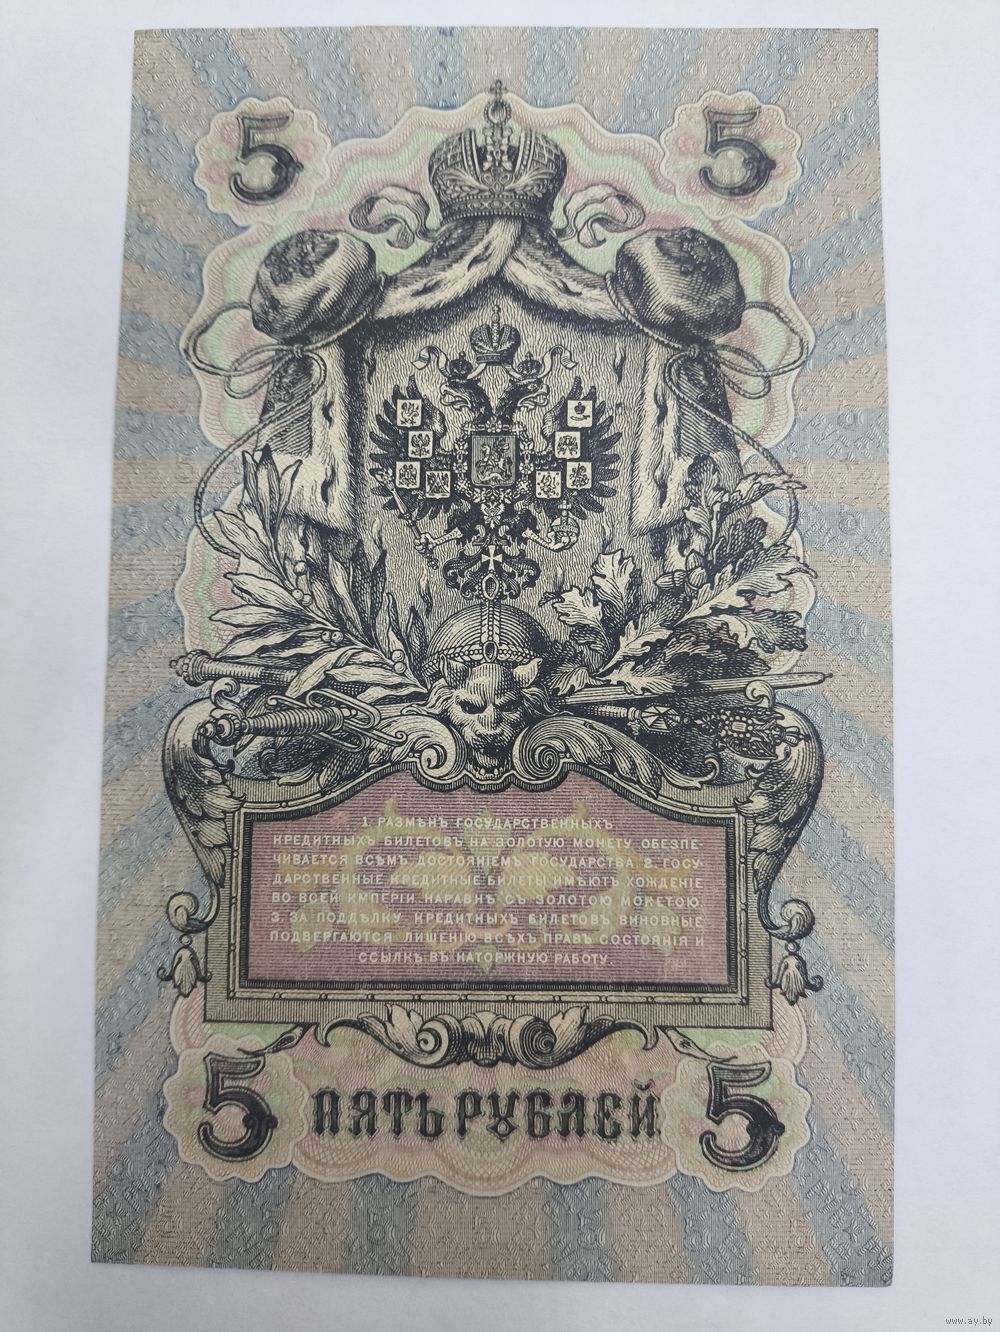 5 5
1. РАЗМѢНЪ ГОСУДАРСТВЕННЫХЪ
КРЕДИТНЫХЪ БИЛЕТОВЪ НА ЗОЛОТУЮ МОНЕТУ ОБЕЗПЕ-
ЧИВАЕТСЯ ВСѢМЪ ДОСТОЯНІЕМЪ ГОСУДАРСТВА. 2. ГОСУ-
ДАРСТВЕННЫЕ КРЕДИТНЫЕ БИЛЕТЫ ИМѢЮТЪ ХОЖДЕНІЕ
ВО ВСЕЙ ИМПЕРІИ НАРАВНѢ СЪ ЗОЛОТОЮ МОНЕТОЮ.
3. ЗА ПОДДѢЛКУ КРЕДИТНЫХЪ БИЛЕТОВЪ ВИНОВНЫЕ
ПОДВЕРГАЮТСЯ ЛИШЕНІЮ ВСѢХЪ ПРАВЪ СОСТОЯНІЯ И
ССЫЛКѢ ВЪ КАТОРЖНУЮ РАБОТУ.
5 ПЯТЬ РУБЛЕЙ. 5
www.ay.by